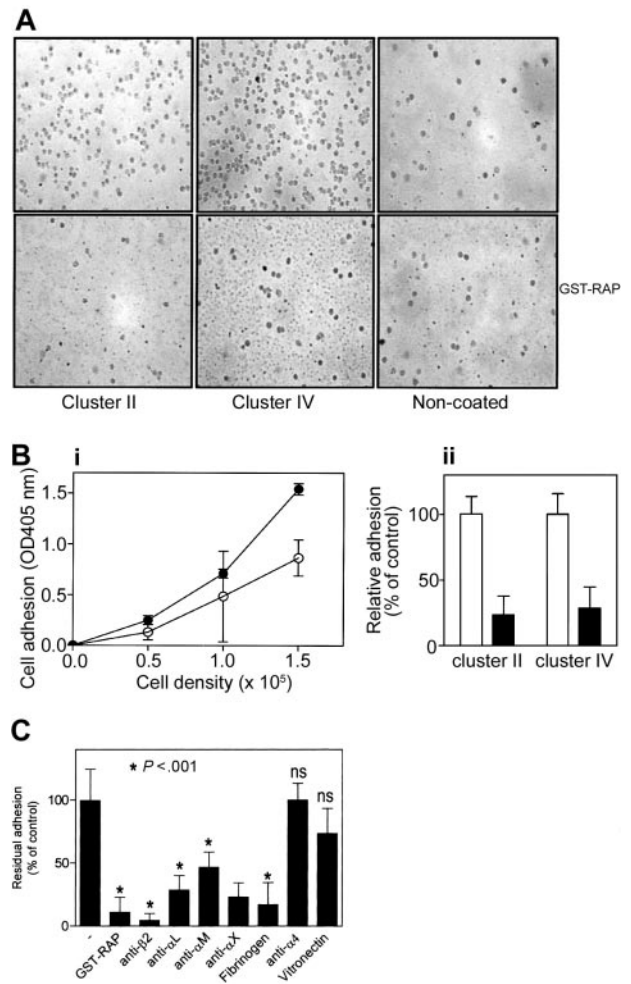 A
GST-RAP
Cluster II Cluster IV Non-coated
B i ii
Cell adhesion (OD405 nm)
1.5
1.0
0.5
0.0
0.0 0.5 1.0 1.5
Cell density (x 10⁵)
Relative adhesion
(% of control)
100
50
0
cluster II cluster IV
C
* P<.001
Residual adhesion
(% of control)
100
50
0
* * * * * ns ns
- GST-RAP anti-β2 anti-αL anti-αM anti-αX Fibrinogen anti-α4 Vitronectin